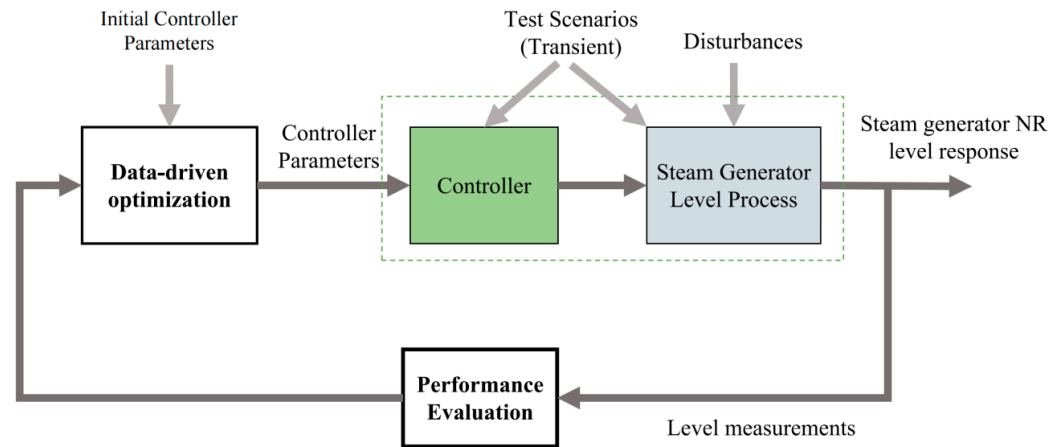 Initial Controller
Parameters
Test Scenarios
(Transient)
Disturbances
Controller
Parameters
Steam generator NR
level response
Data-driven
optimization
Controller
Steam Generator
Level Process
Performance
Evaluation
Level measurements